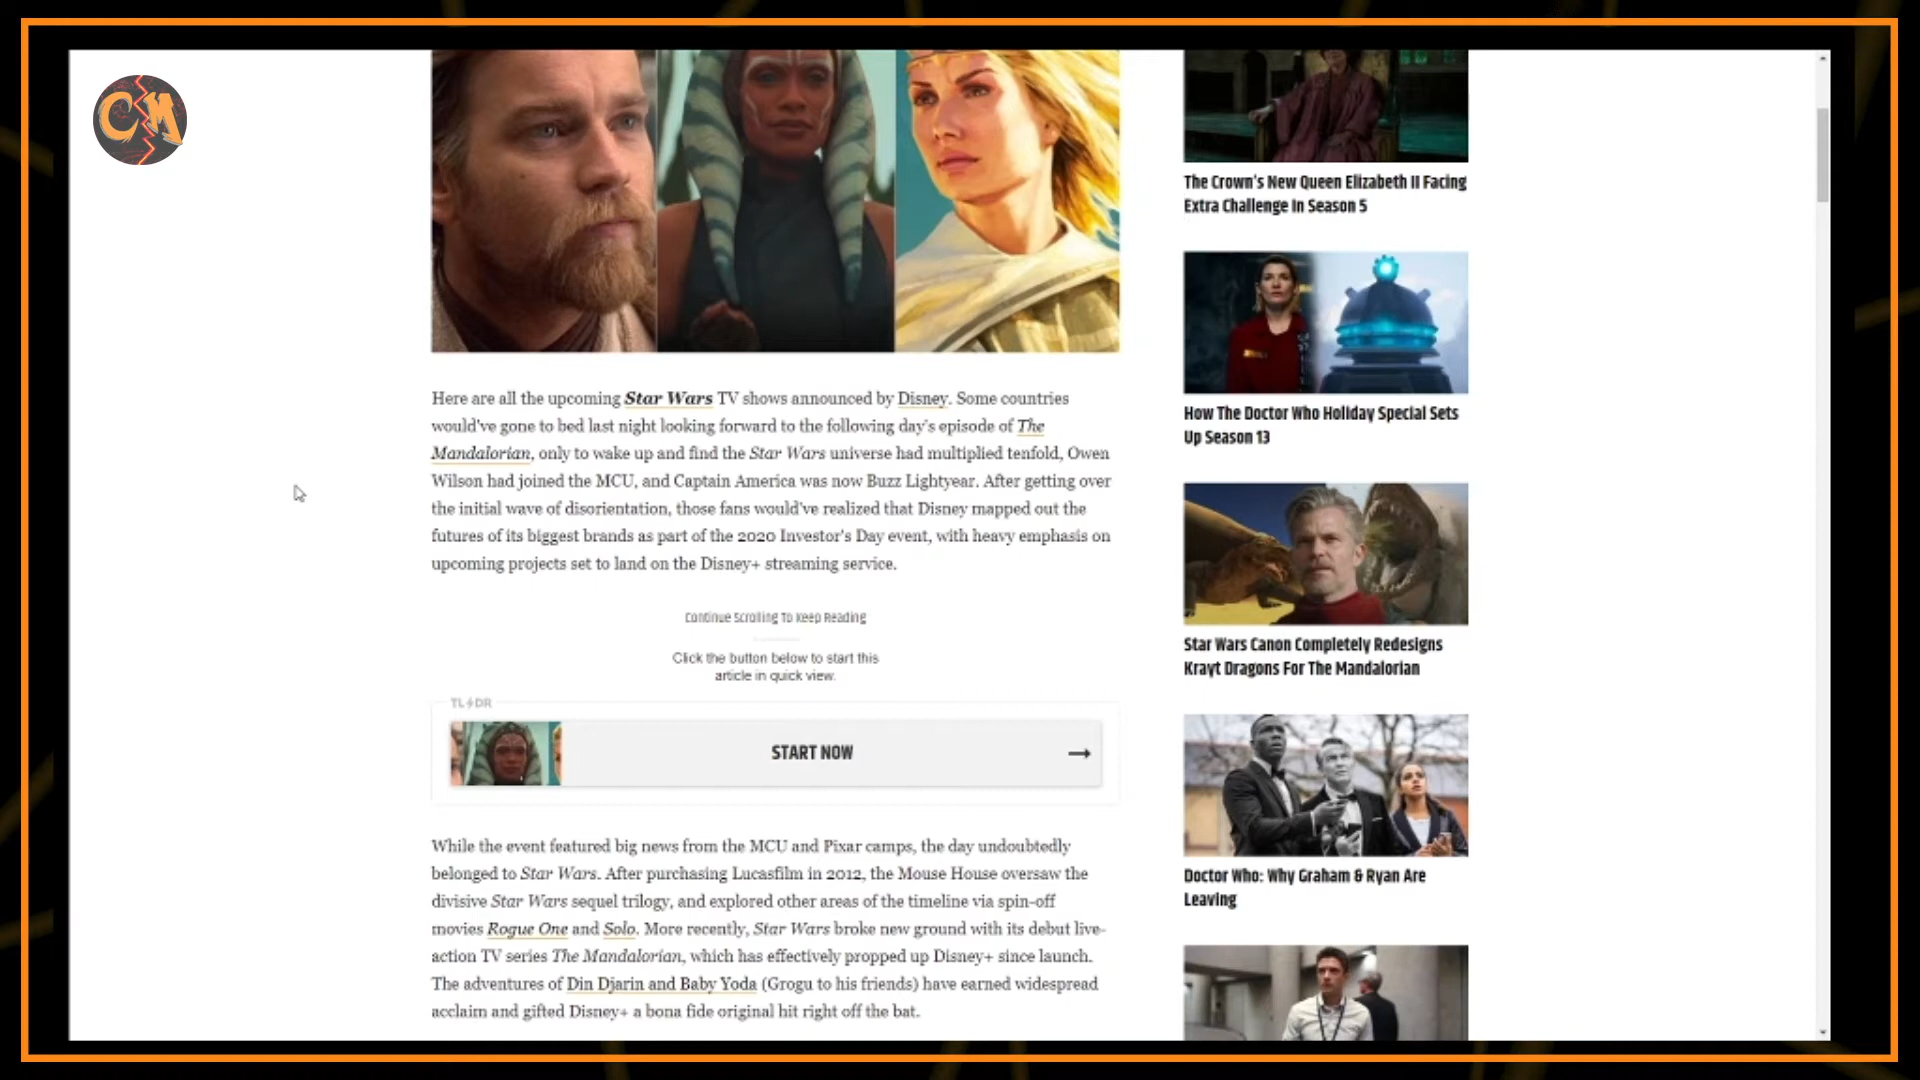 CM
Here are all the upcoming Star Wars TV shows announced by Disney. Some countries
would've gone to bed last night looking forward to the following day's episode of The
Mandalorian, only to wake up and find the Star Wars universe had multiplied tenfold, Owen
Wilson had joined the MCU, and Captain America was now Buzz Lightyear. After getting over
the initial wave of disorientation, those fans would've realized that Disney mapped out the
futures of its biggest brands as part of the 2020 Investor's Day event, with heavy emphasis on
upcoming projects set to land on the Disney+ streaming service.
Continue Scrolling To Keep Reading
Click the button below to start this
article in quick view.
TL DR
START NOW
While the event featured big news from the MCU and Pixar camps, the day undoubtedly
belonged to Star Wars. After purchasing Lucasfilm in 2012, the Mouse House oversaw the
divisive Star Wars sequel trilogy, and explored other areas of the timeline via spin-off
movies Rogue One and Solo. More recently, Star Wars broke new ground with its debut live-
action TV series The Mandalorian, which has effectively propped up Disney+ since launch.
The adventures of Din Djarin and Baby Yoda (Grogu to his friends) have earned widespread
acclaim and gifted Disney+ a bona fide original hit right off the bat.
The Crown's New Queen Elizabeth II Facing
Extra Challenge In Season 5
How The Doctor Who Holiday Special Sets
Up Season 13
Star Wars Canon Completely Redesigns
Krayt Dragons For The Mandalorian
Doctor Who: Why Graham & Ryan Are
Leaving